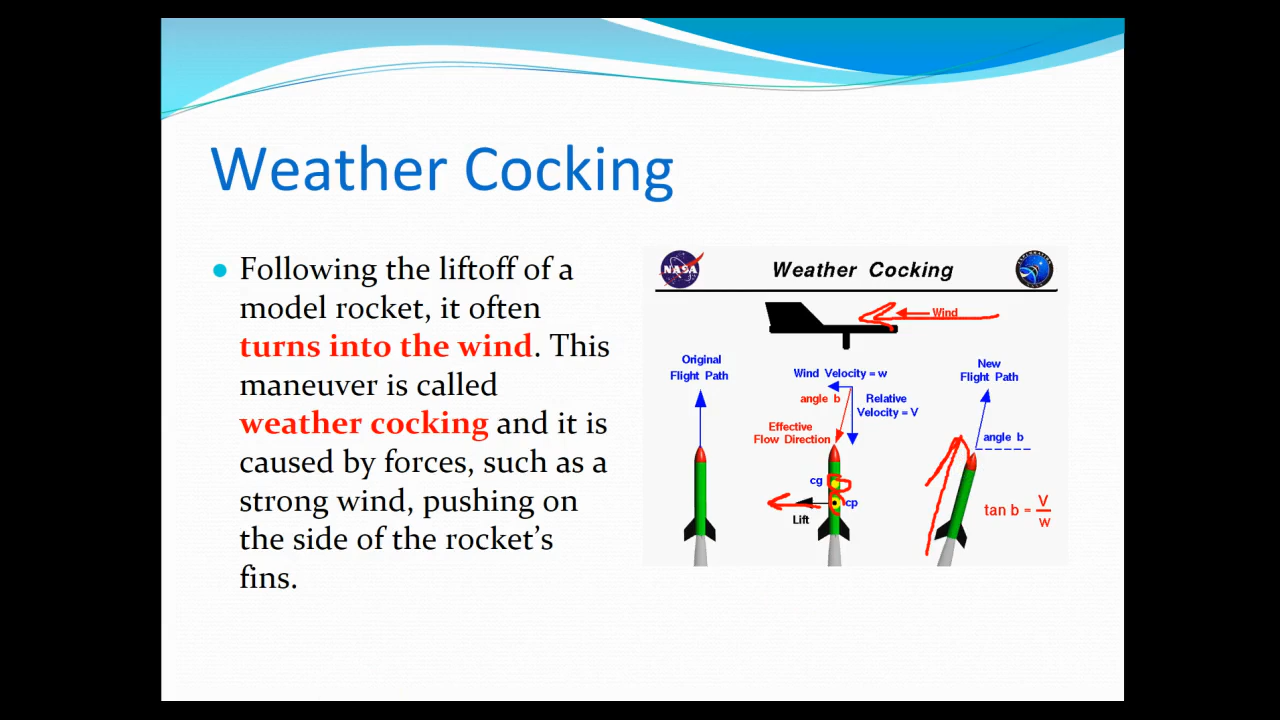 Weather Cocking
Following the liftoff of a
model rocket, it often
turns into the wind. This
maneuver is called
weather cocking and it is
caused by forces, such as a
strong wind, pushing on
the side of the rocket's
fins.
NASA
Weather Cocking
Wind
Original
Flight Path
Wind Velocity = w
angle b
Relative
Velocity = V
Effective
Flow Direction
cg
cp
Lift
New
Flight Path
angle b
tan b = V
w